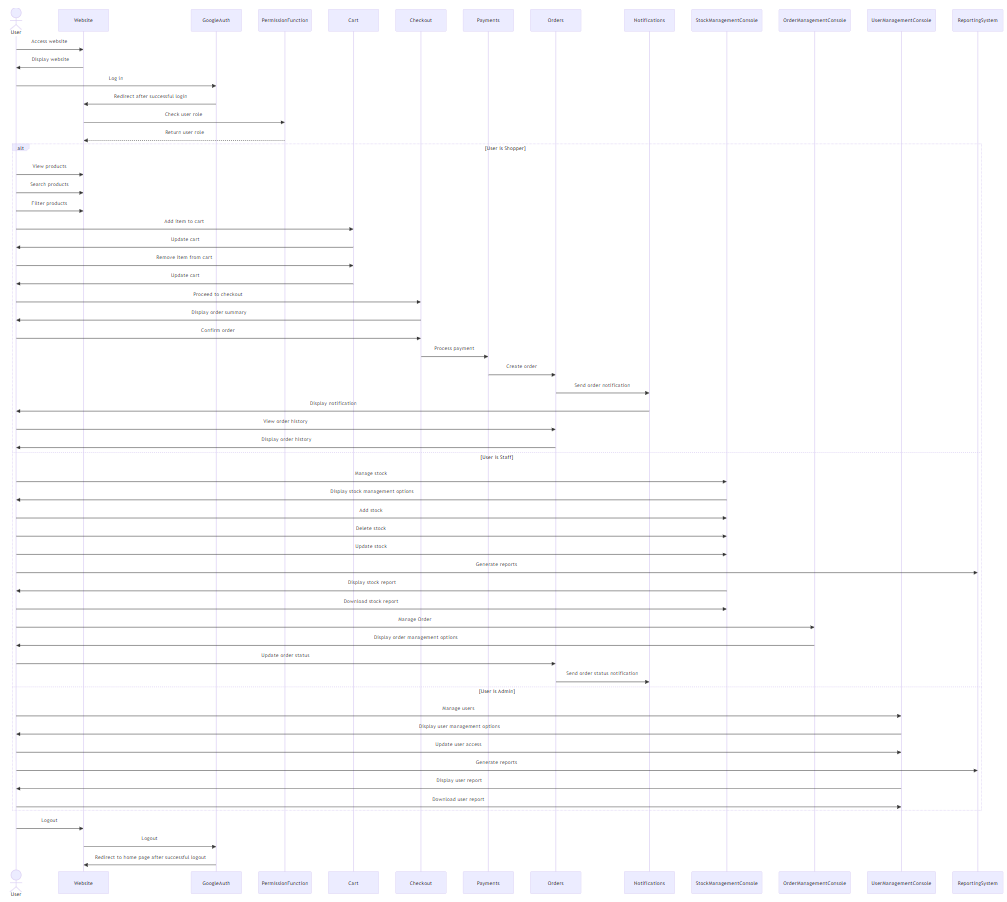 User
Website
GoogleAuth
PermissionFunction
Cart
Checkout
Payments
Orders
Notifications
StockManagementConsole
OrderManagementConsole
UserManagementConsole
ReportingSystem
Access website
Display website
Log in
Redirect after successful login
Check user role
Return user role
alt
[User is Shopper]
View products
Search products
Filter products
Add item to cart
Update cart
Remove item from cart
Update cart
Proceed to checkout
Display order summary
Confirm order
Process payment
Create order
Send order notification
Display notification
View order history
Display order history
[User is Staff]
Manage stock
Display stock management options
Add stock
Delete stock
Update stock
Generate reports
Display stock report
Download stock report
Manage Order
Display order management options
Update order status
Send order status notification
[User is Admin]
Manage users
Display user management options
Update user access
Generate reports
Display user report
Download user report
Logout
Logout
Redirect to home page after successful logout
User
Website
GoogleAuth
PermissionFunction
Cart
Checkout
Payments
Orders
Notifications
StockManagementConsole
OrderManagementConsole
UserManagementConsole
ReportingSystem